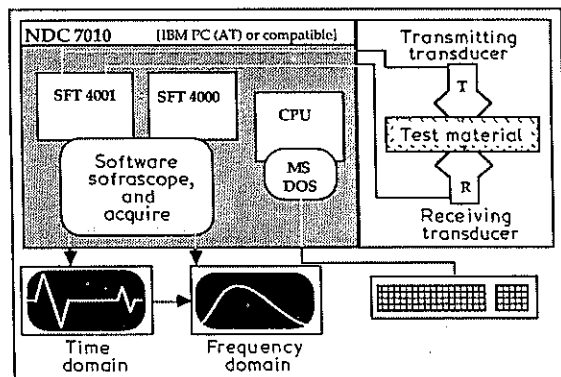 NDC 7010 [IBM PC (AT) or compatible]
SFT 4001
SFT 4000
CPU
MS
DOS
Software
sofrascope,
and
acquire
Transmitting
transducer
T
Test material
R
Receiving
transducer
Time
domain
Frequency
domain